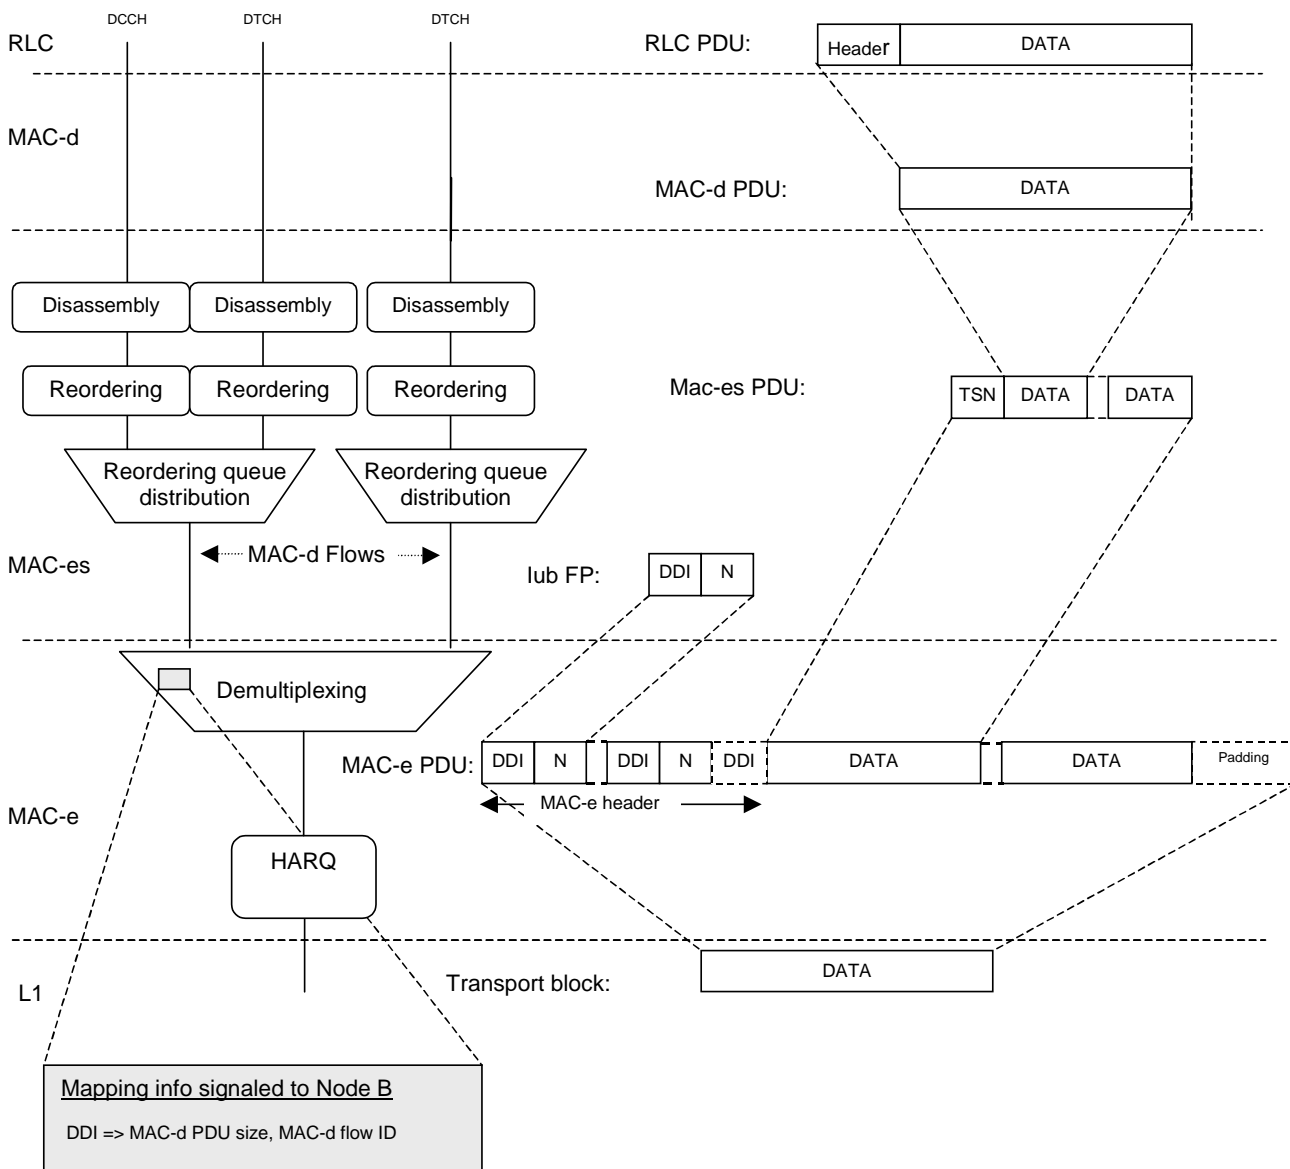 DCCH DTCH DTCH
RLC RLC PDU: Header DATA
MAC-d
MAC-d PDU: DATA
Disassembly Disassembly Disassembly
Reordering Reordering Reordering
Mac-es PDU: TSN DATA DATA
Reordering queue distribution
Reordering queue distribution
MAC-d Flows
MAC-es
Iub FP: DDI N
Demultiplexing
MAC-e PDU: DDI N DDI N DDI DATA DATA Padding
MAC-e header
MAC-e
HARQ
L1
Transport block: DATA
Mapping info signaled to Node B
DDI => MAC-d PDU size, MAC-d flow ID